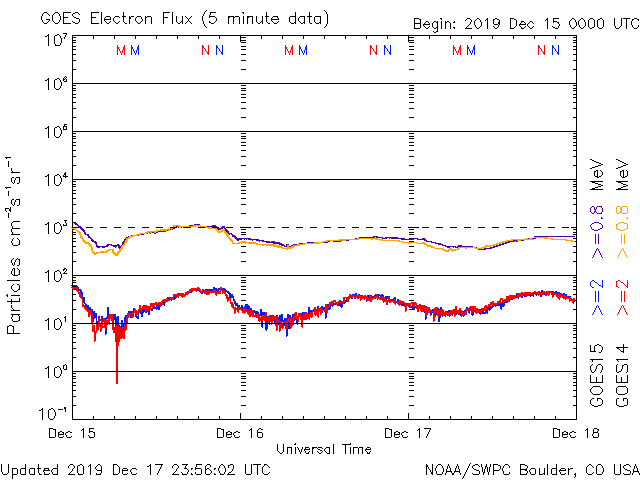 GOES Electron Flux (5 minute data)
Begin: 2019 Dec 15 0000 UTC
M M N N M M N N M M N N
10⁷
10⁶
10⁵
10⁴
10³
10²
10¹
10⁰
10⁻¹
Particles cm⁻²s⁻¹sr⁻¹
Dec 15 Dec 16 Dec 17 Dec 18
Universal Time
GOES15 >=2 >=0.8 MeV
GOES14 >=2 >=0.8 MeV
Updated 2019 Dec 17 23:56:02 UTC
NOAA/SWPC Boulder, CO USA